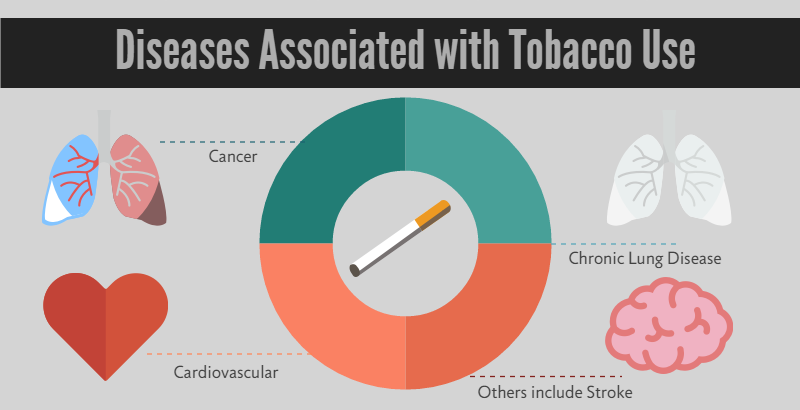 Diseases Associated with Tobacco Use
Cancer
Chronic Lung Disease
Cardiovascular
Others include Stroke